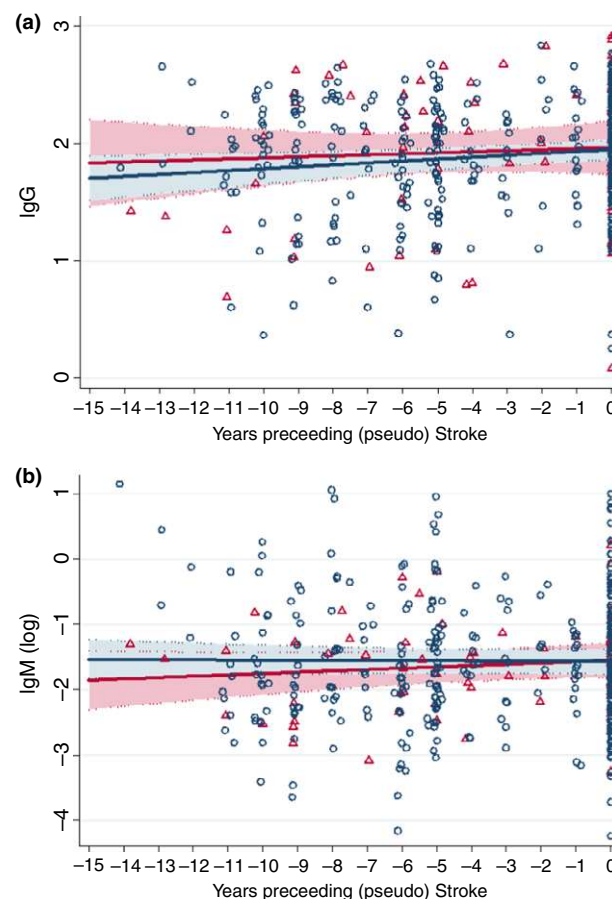 (a)
3
2
1
0
IgG
−15 −14 −13 −12 −11 −10 −9 −8 −7 −6 −5 −4 −3 −2 −1 0
Years preceeding (pseudo) Stroke
(b)
1
0
−1
−2
−3
−4
IgM (log)
−15 −14 −13 −12 −11 −10 −9 −8 −7 −6 −5 −4 −3 −2 −1 0
Years preceeding (pseudo) Stroke